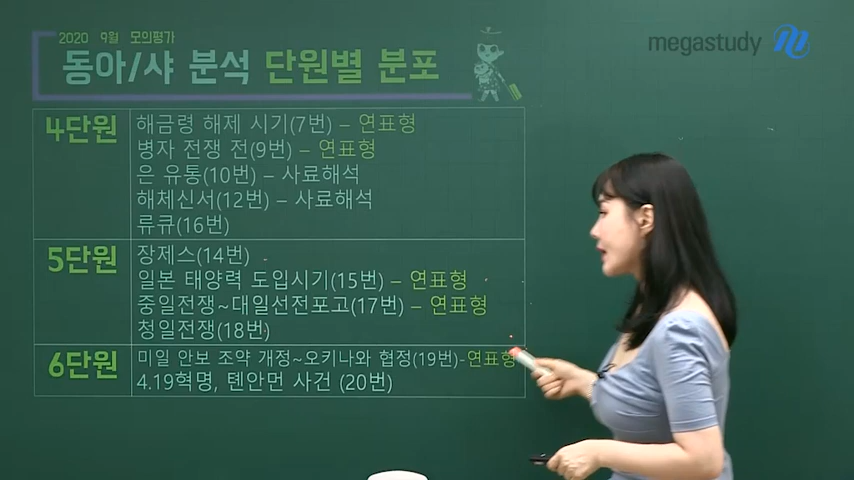 2020 9월 모의평가
megastudy
동아/샤 분석 단원별 분포
4단원
해금령 해제 시기(7번) – 연표형
병자 전쟁 전(9번) – 연표형
은 유통(10번) – 사료해석
해체신서(12번) – 사료해석
류큐(16번)
5단원
장제스(14번)
일본 태양력 도입시기(15번) – 연표형
중일전쟁~대일선전포고(17번) – 연표형
청일전쟁(18번)
6단원
미일 안보 조약 개정~오키나와 협정(19번)-연표형
4.19혁명, 톈안먼 사건 (20번)